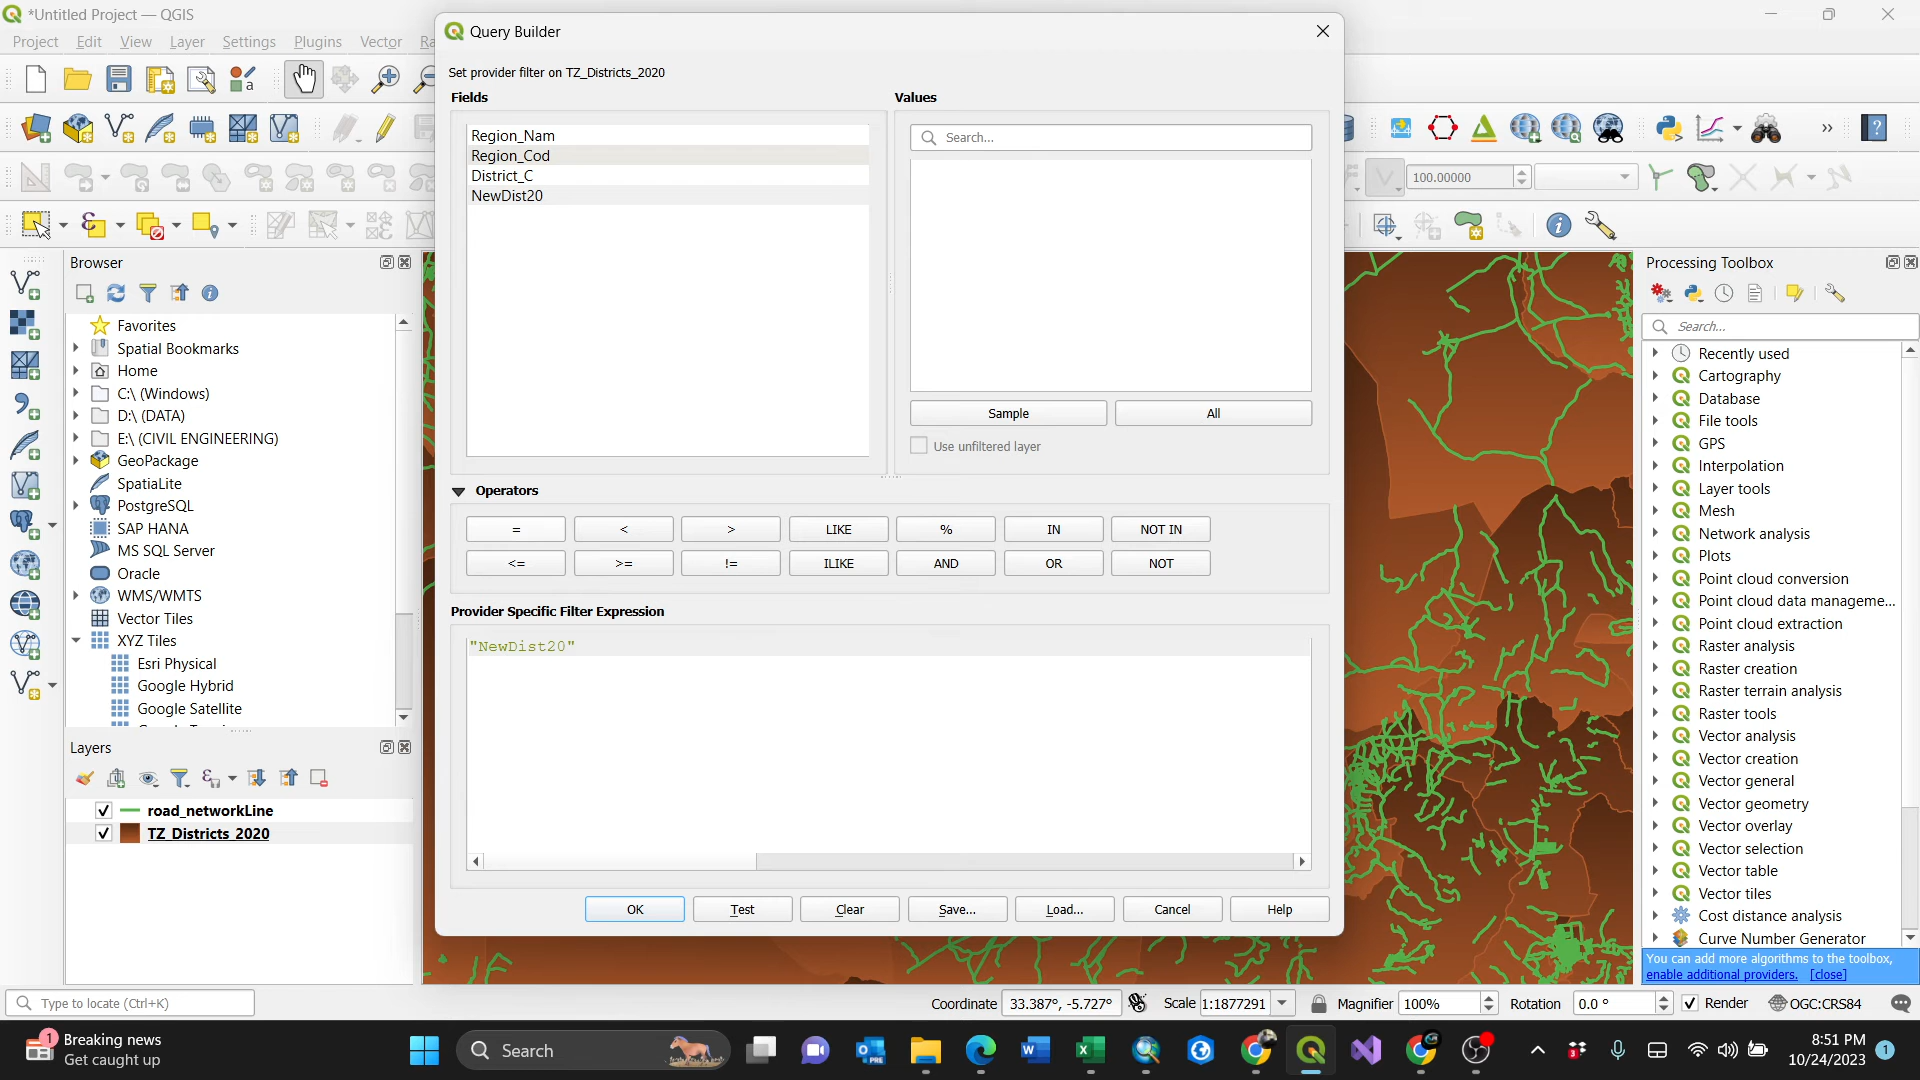 *Untitled Project — QGIS
Project Edit View Layer Settings Plugins Vector Ra
Query Builder
Set provider filter on TZ_Districts_2020
Fields
Values
Region_Nam
Region_Cod
District_C
NewDist20
Search...
Sample
All
Use unfiltered layer
Operators
= < > LIKE % IN NOT IN
<= >= != ILIKE AND OR NOT
Provider Specific Filter Expression
"NewDist20"
OK Test Clear Save... Load... Cancel Help
100.00000
Browser
Favorites
Spatial Bookmarks
Home
C:\ (Windows)
D:\ (DATA)
E:\ (CIVIL ENGINEERING)
GeoPackage
SpatiaLite
PostgreSQL
SAP HANA
MS SQL Server
Oracle
WMS/WMTS
Vector Tiles
XYZ Tiles
Esri Physical
Google Hybrid
Google Satellite
Layers
road_networkLine
TZ_Districts_2020
Processing Toolbox
Search...
Recently used
Cartography
Database
File tools
GPS
Interpolation
Layer tools
Mesh
Network analysis
Plots
Point cloud conversion
Point cloud data manageme...
Point cloud extraction
Raster analysis
Raster creation
Raster terrain analysis
Raster tools
Vector analysis
Vector creation
Vector general
Vector geometry
Vector overlay
Vector selection
Vector table
Vector tiles
Cost distance analysis
Curve Number Generator
You can add more algorithms to the toolbox,
enable additional providers. [close]
Type to locate (Ctrl+K)
Coordinate 33.387°, -5.727° Scale 1:1877291 Magnifier 100% Rotation 0.0 ° Render OGC:CRS84
1
Breaking news
Get caught up
Search
PRE
8:51 PM
10/24/2023
1